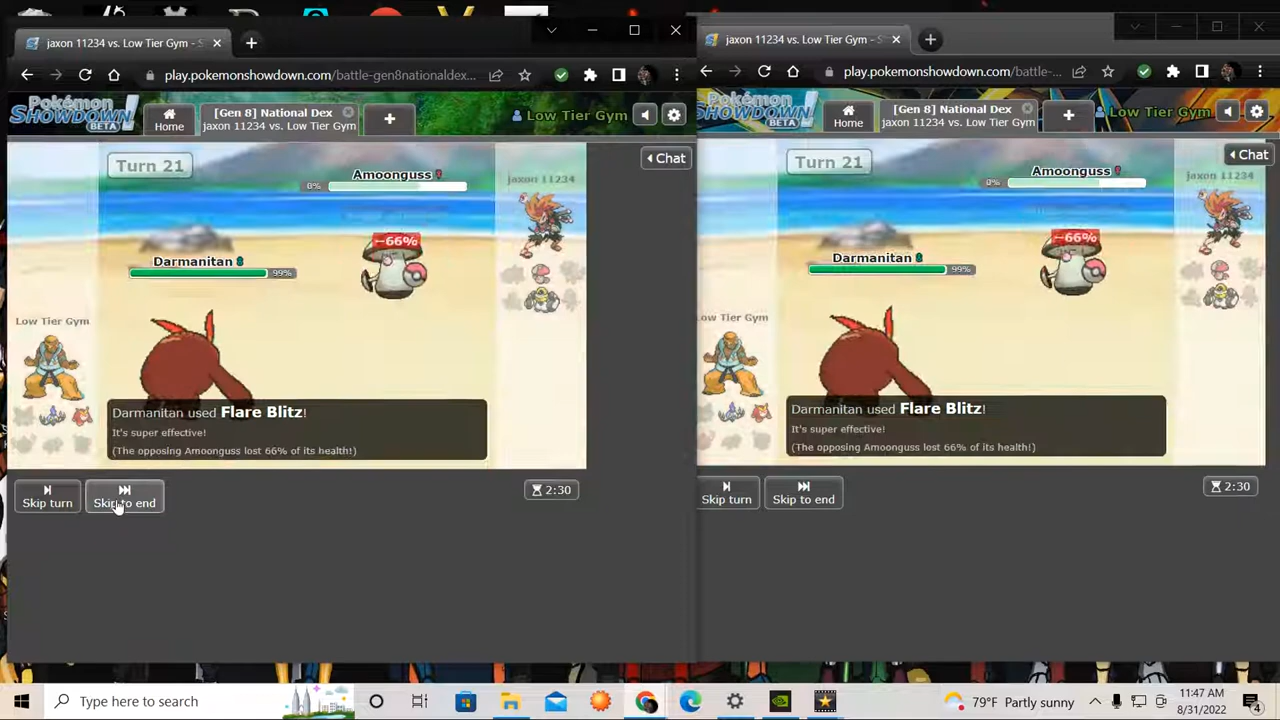 jaxon 11234 vs. Low Tier Gym - S
play.pokemonshowdown.com/battle-gen8nationaldex...
Pokémon
SHOWDOWN!
BETA
Home
[Gen 8] National Dex
jaxon 11234 vs. Low Tier Gym
Low Tier Gym
Turn 21
Chat
Amoonguss
0%
jaxon 11234
-66%
Darmanitan
99%
Low Tier Gym
Darmanitan used Flare Blitz!
It's super effective!
(The opposing Amoonguss lost 66% of its health!)
Skip turn
Skip to end
2:30
jaxon 11234 vs. Low Tier Gym - S
play.pokemonshowdown.com/battle-...
Pokémon
SHOWDOWN!
BETA
Home
[Gen 8] National Dex
jaxon 11234 vs. Low Tier Gym
Low Tier Gym
Turn 21
Chat
Amoonguss
0%
jaxon 11234
-66%
Darmanitan
99%
Low Tier Gym
Darmanitan used Flare Blitz!
It's super effective!
(The opposing Amoonguss lost 66% of its health!)
Skip turn
Skip to end
2:30
Type here to search
79°F Partly sunny
11:47 AM
8/31/2022
4